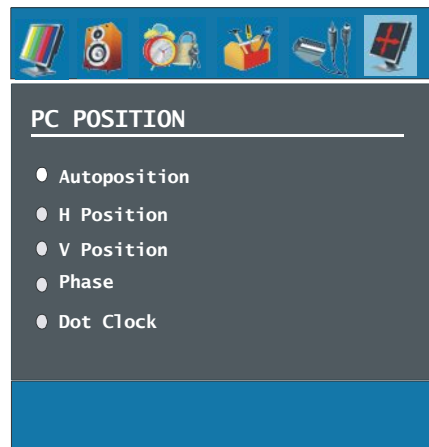 PC POSITION
Autoposition
H Position
V Position
Phase
Dot Clock